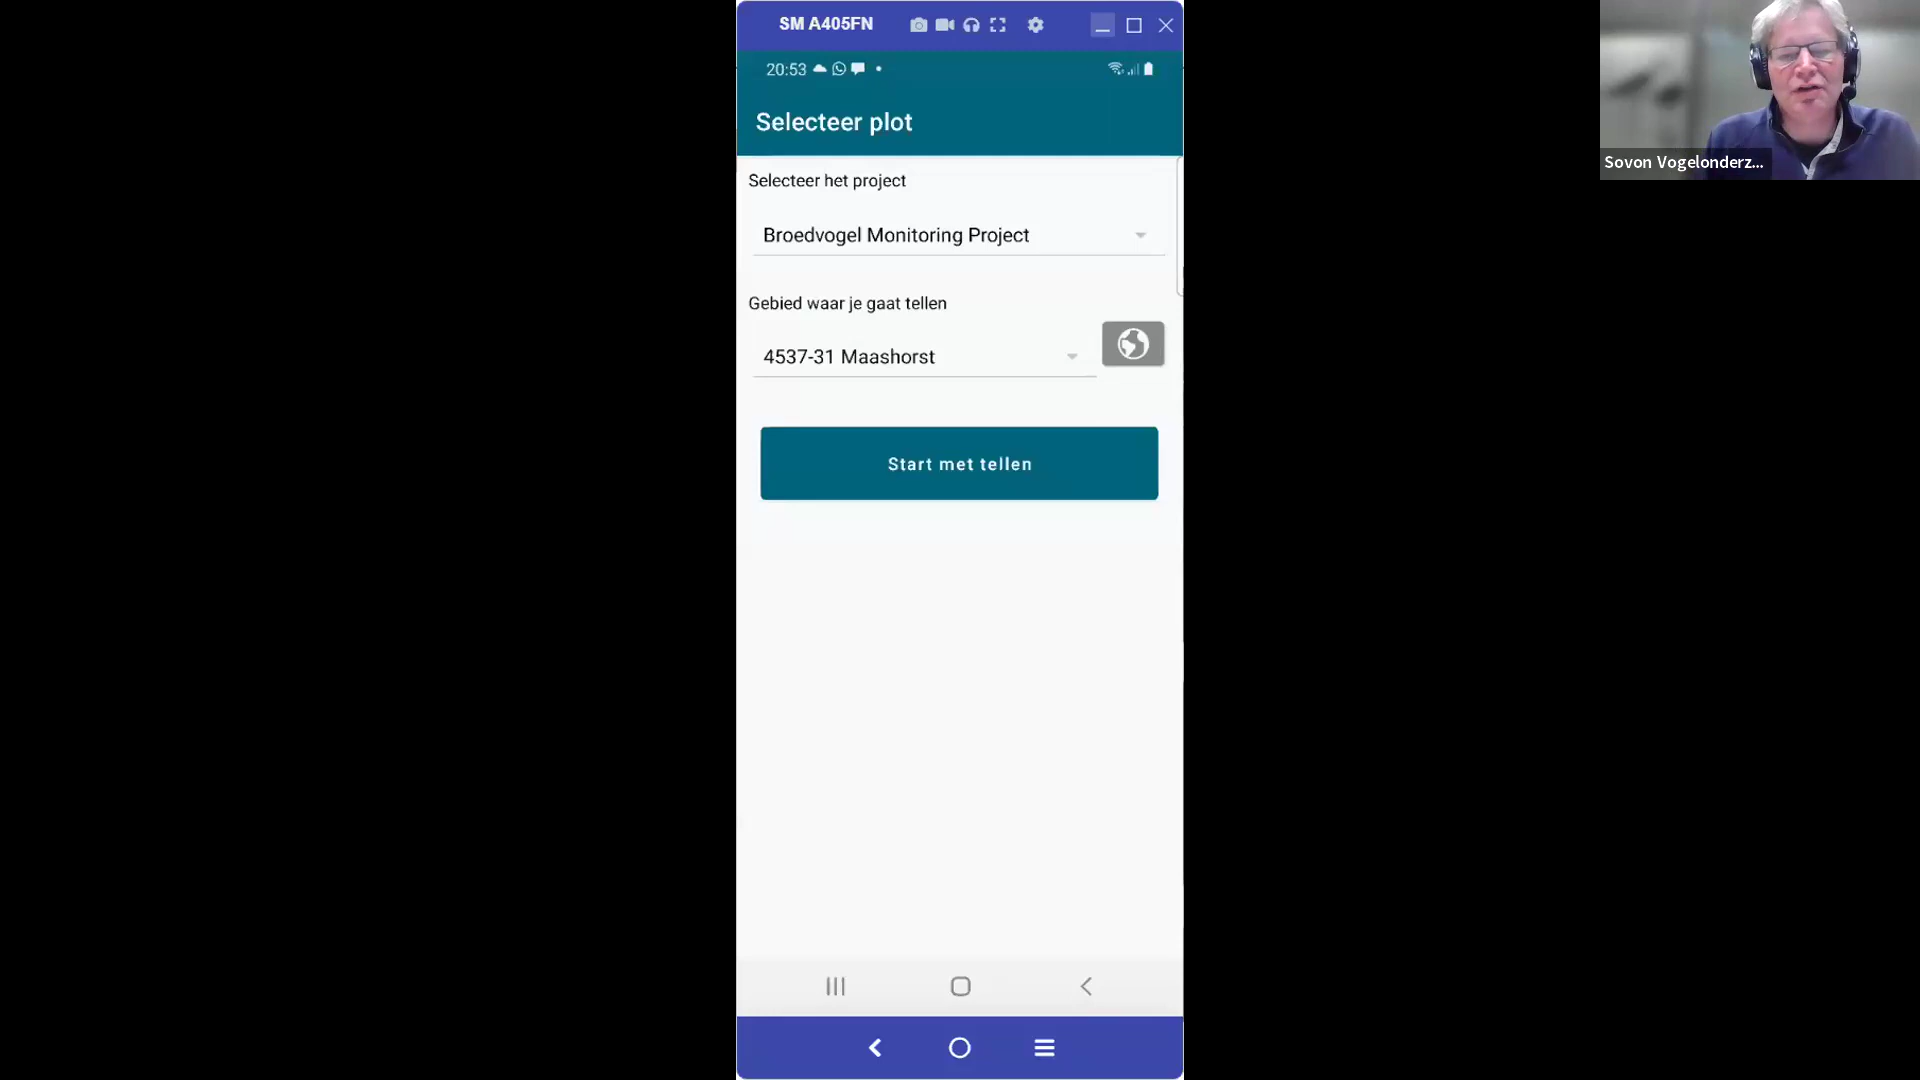 SM A405FN
20:53
Selecteer plot
Selecteer het project
Broedvogel Monitoring Project
Gebied waar je gaat tellen
4537-31 Maashorst
Start met tellen
Sovon Vogelonderz...